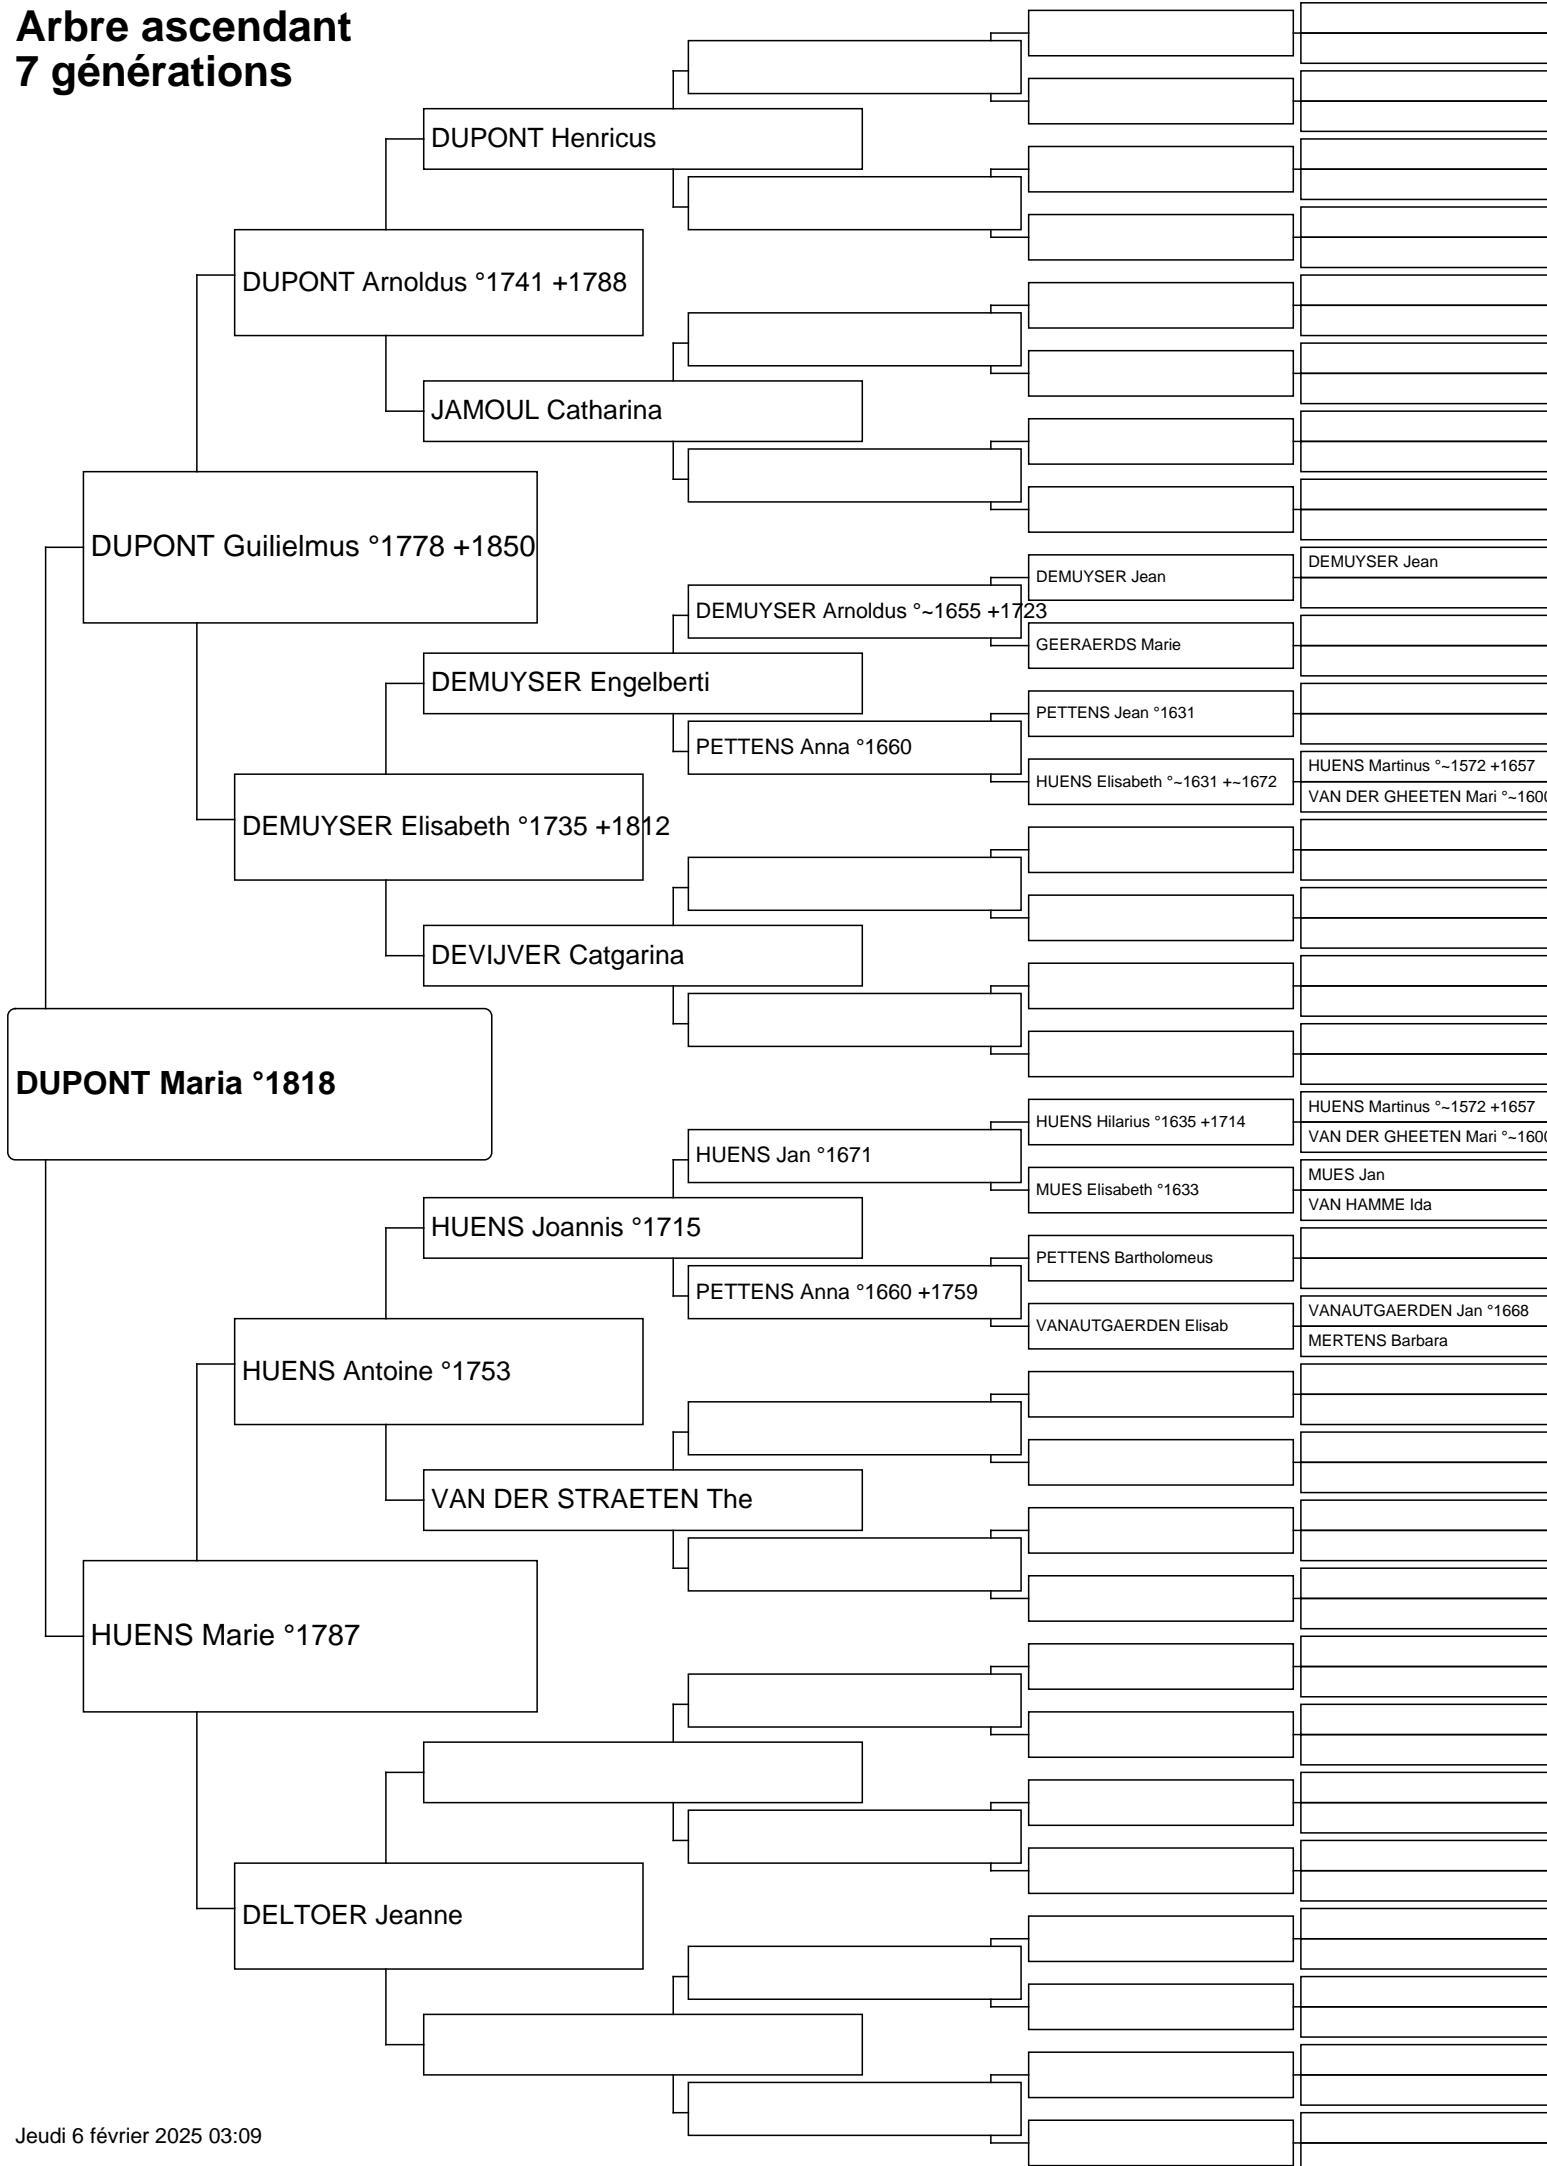 Arbre ascendant
7 générations
DUPONT Henricus
DUPONT Arnoldus °1741 +1788
JAMOUL Catharina
DUPONT Guilielmus °1778 +1850
DEMUYSER Jean
DEMUYSER Jean
DEMUYSER Arnoldus °~1655 +1723
GEERAERDS Marie
DEMUYSER Engelberti
PETTENS Jean °1631
PETTENS Anna °1660
HUENS Martinus °~1572 +1657
HUENS Elisabeth °~1631 +~1672
VAN DER GHEETEN Mari °~1600
DEMUYSER Elisabeth °1735 +1812
DEVIJVER Catgarina
DUPONT Maria °1818
HUENS Martinus °~1572 +1657
HUENS Hilarius °1635 +1714
VAN DER GHEETEN Mari °~1600
HUENS Jan °1671
MUES Jan
MUES Elisabeth °1633
VAN HAMME Ida
HUENS Joannis °1715
PETTENS Bartholomeus
PETTENS Anna °1660 +1759
VANAUTGAERDEN Jan °1668
VANAUTGAERDEN Elisab
MERTENS Barbara
HUENS Antoine °1753
VAN DER STRAETEN The
HUENS Marie °1787
DELTOER Jeanne
Jeudi 6 février 2025 03:09